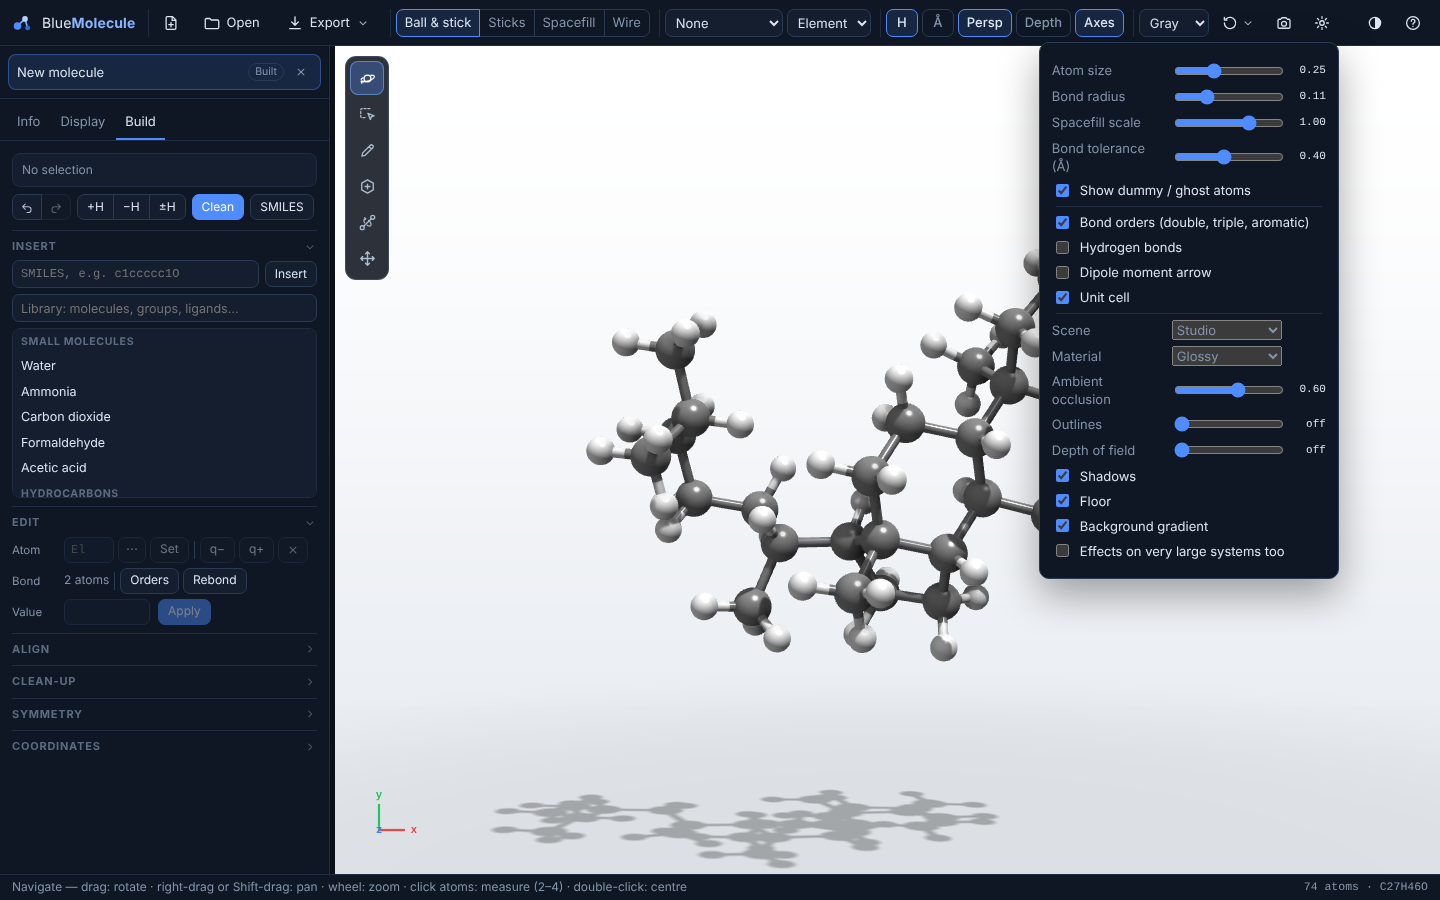 BlueMolecule
Open
Export
Ball & stick
Sticks
Spacefill
Wire
None
Element
H
Å
Persp
Depth
Axes
Gray
New molecule
Built
Info
Display
Build
No selection
+H
−H
±H
Clean
SMILES
INSERT
SMILES, e.g. c1ccccc1O
Insert
Library: molecules, groups, ligands…
SMALL MOLECULES
Water
Ammonia
Carbon dioxide
Formaldehyde
Acetic acid
HYDROCARBONS
EDIT
Atom
El
⋯
Set
q−
q+
×
Bond
2 atoms
Orders
Rebond
Value
Apply
ALIGN
CLEAN-UP
SYMMETRY
COORDINATES
Atom size 0.25
Bond radius 0.11
Spacefill scale 1.00
Bond tolerance
(Å) 0.40
Show dummy / ghost atoms
Bond orders (double, triple, aromatic)
Hydrogen bonds
Dipole moment arrow
Unit cell
Scene Studio
Material Glossy
Ambient
occlusion 0.60
Outlines off
Depth of field off
Shadows
Floor
Background gradient
Effects on very large systems too
y
z
x
Navigate — drag: rotate · right-drag or Shift-drag: pan · wheel: zoom · click atoms: measure (2–4) · double-click: centre
74 atoms · C27H46O